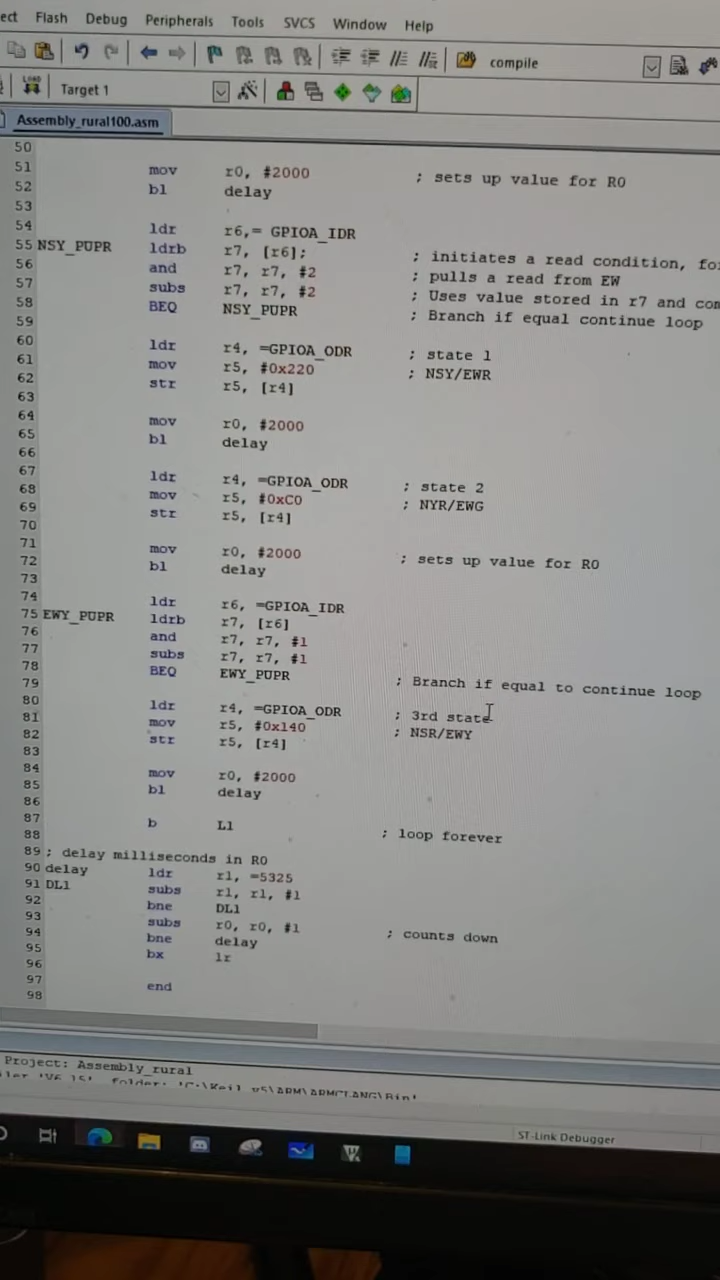 ect Flash Debug Peripherals Tools SVCS Window Help
compile
LOAD Target 1
Assembly_rural100.asm
50
51 mov r0, #2000 ; sets up value for R0
52 bl delay
53
54 ldr r6,= GPIOA_IDR
55 NSY_PUPR ldrb r7, [r6]; ; initiates a read condition, fo
56 and r7, r7, #2 ; pulls a read from EW
57 subs r7, r7, #2 ; Uses value stored in r7 and com
58 BEQ NSY_PUPR ; Branch if equal continue loop
59
60 ldr r4, =GPIOA_ODR ; state 1
61 mov r5, #0x220 ; NSY/EWR
62 str r5, [r4]
63
64 mov r0, #2000
65 bl delay
66
67 ldr r4, =GPIOA_ODR ; state 2
68 mov r5, #0xC0 ; NYR/EWG
69 str r5, [r4]
70
71 mov r0, #2000 ; sets up value for R0
72 bl delay
73
74 ldr r6, =GPIOA_IDR
75 EWY_PUPR ldrb r7, [r6]
76 and r7, r7, #1
77 subs r7, r7, #1
78 BEQ EWY_PUPR ; Branch if equal to continue loop
79
80 ldr r4, =GPIOA_ODR ; 3rd state
81 mov r5, #0x140 ; NSR/EWY
82 str r5, [r4]
83
84 mov r0, #2000
85 bl delay
86
87 b L1 ; loop forever
88
89 ; delay milliseconds in R0
90 delay ldr r1, =5325
91 DL1 subs r1, r1, #1
92 bne DL1
93 subs r0, r0, #1 ; counts down
94 bne delay
95 bx lr
96
97 end
98
Project: Assembly_rural
iler 'V6.15', folder: 'C:\Keil_v5\ARM\ARMCLANG\Bin'
ST-Link Debugger